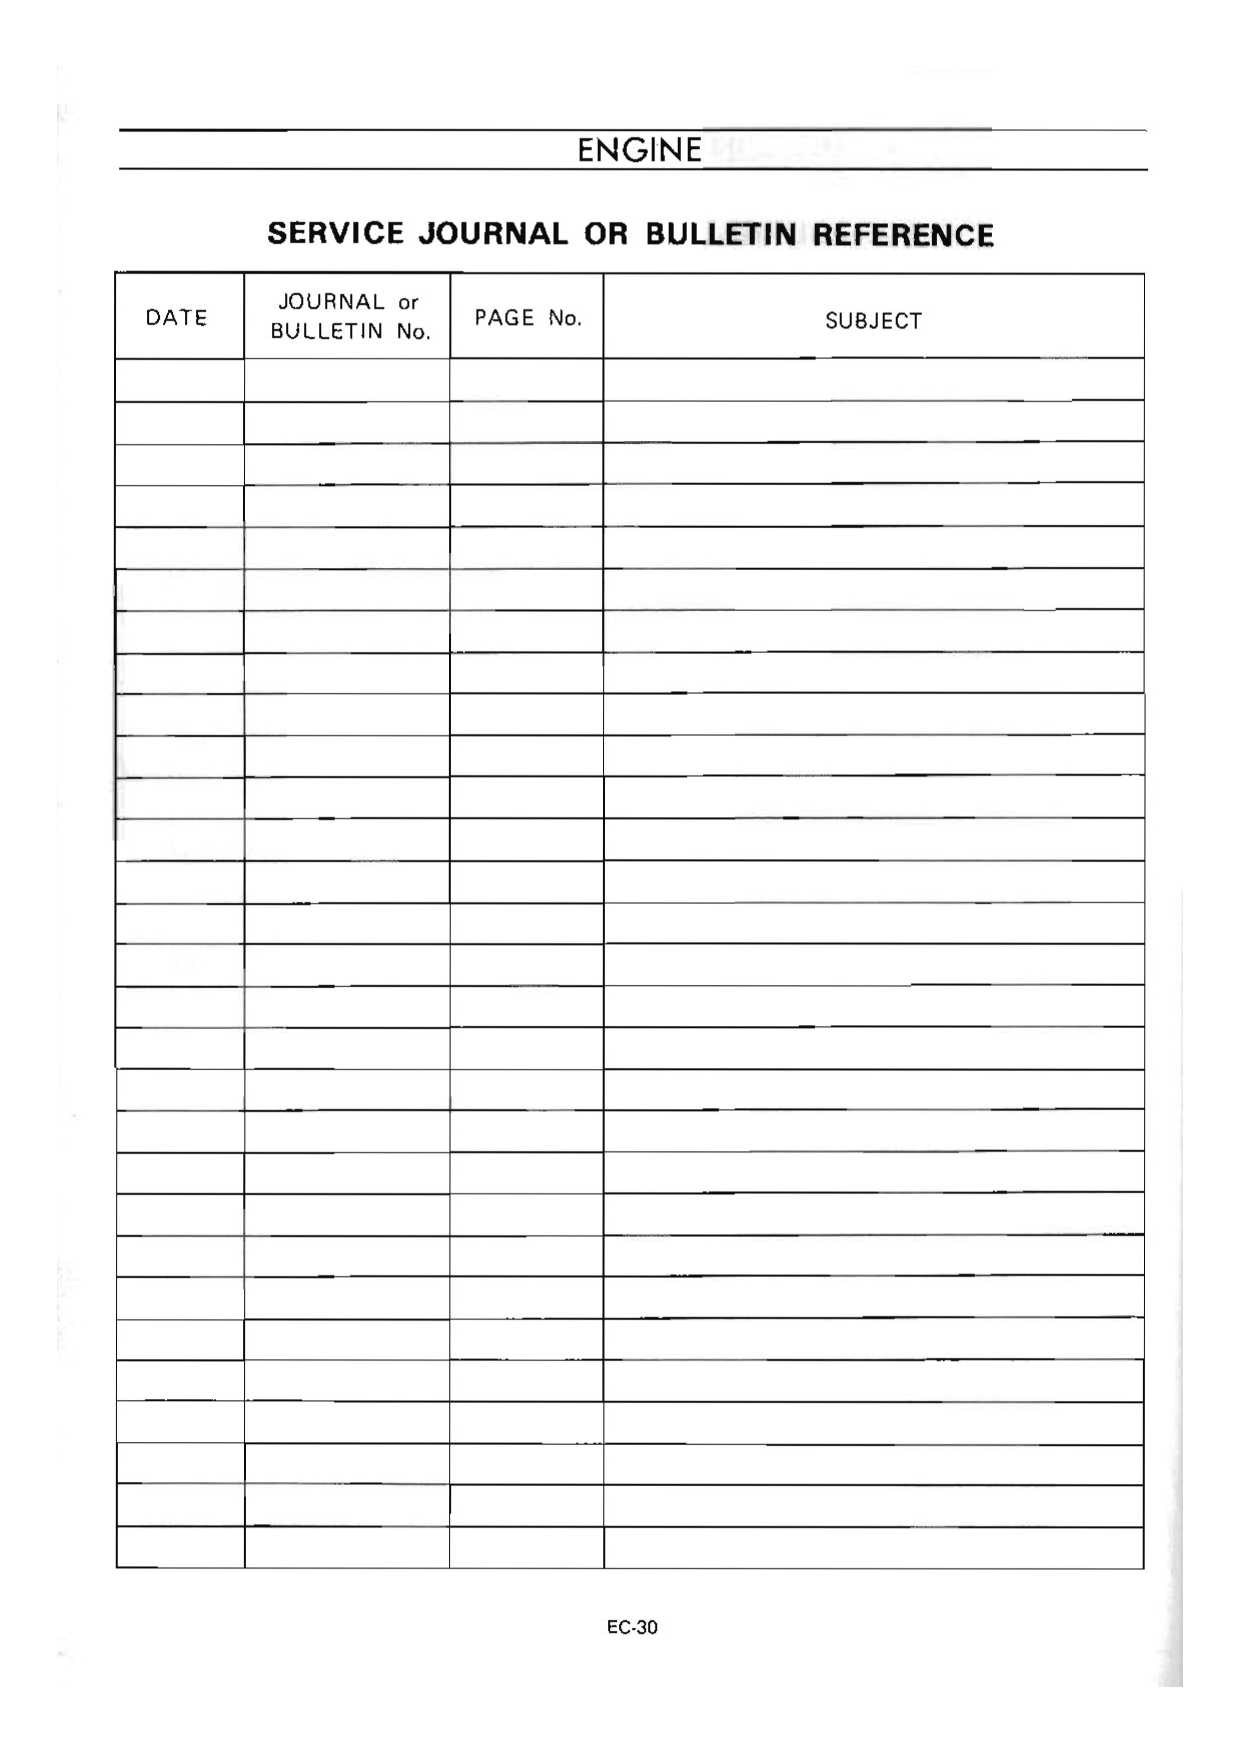 ENGINE
SERVICE JOURNAL OR BULLETIN REFERENCE
DATE
JOURNAL or
BULLETIN No.
PAGE No.
SUBJECT
EC-30